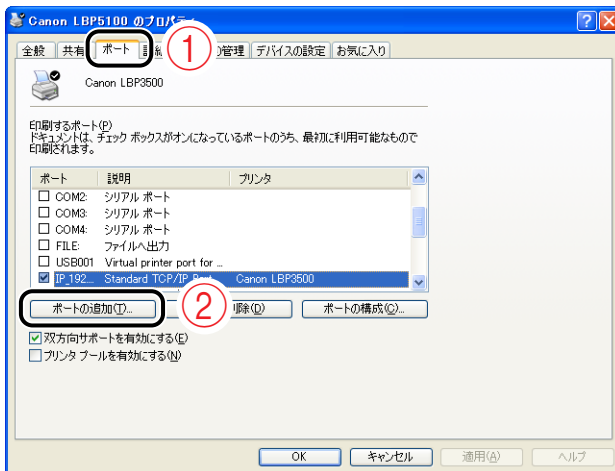 Canon LBP5100 のプロパティ
全般 共有 ポート の管理 デバイスの設定 お気に入り
①
Canon LBP3500
印刷するポート(P)
ドキュメントは、チェック ボックスがオンになっているポートのうち、最初に利用可能なもので
印刷されます。
ポート 説明 プリンタ
COM2: シリアル ポート
COM3: シリアル ポート
COM4: シリアル ポート
FILE: ファイルへ出力
USB001 Virtual printer port for ...
IP_192... Standard TCP/IP Port Canon LBP3500
ポートの追加(T)... ② 削除(D) ポートの構成(C)...
双方向サポートを有効にする(E)
プリンタ プールを有効にする(N)
OK キャンセル 適用(A) ヘルプ